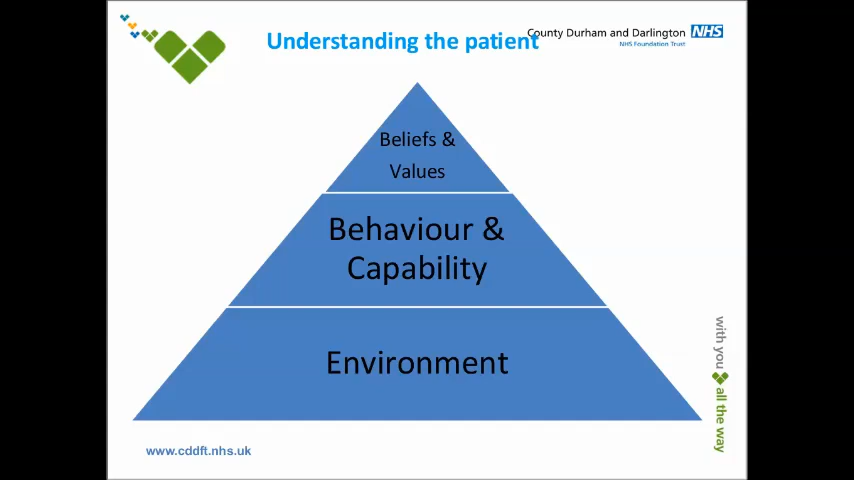 Understanding the patient
County Durham and Darlington NHS
NHS Foundation Trust
Beliefs &
Values
Behaviour &
Capability
Environment
with you all the way
www.cddft.nhs.uk